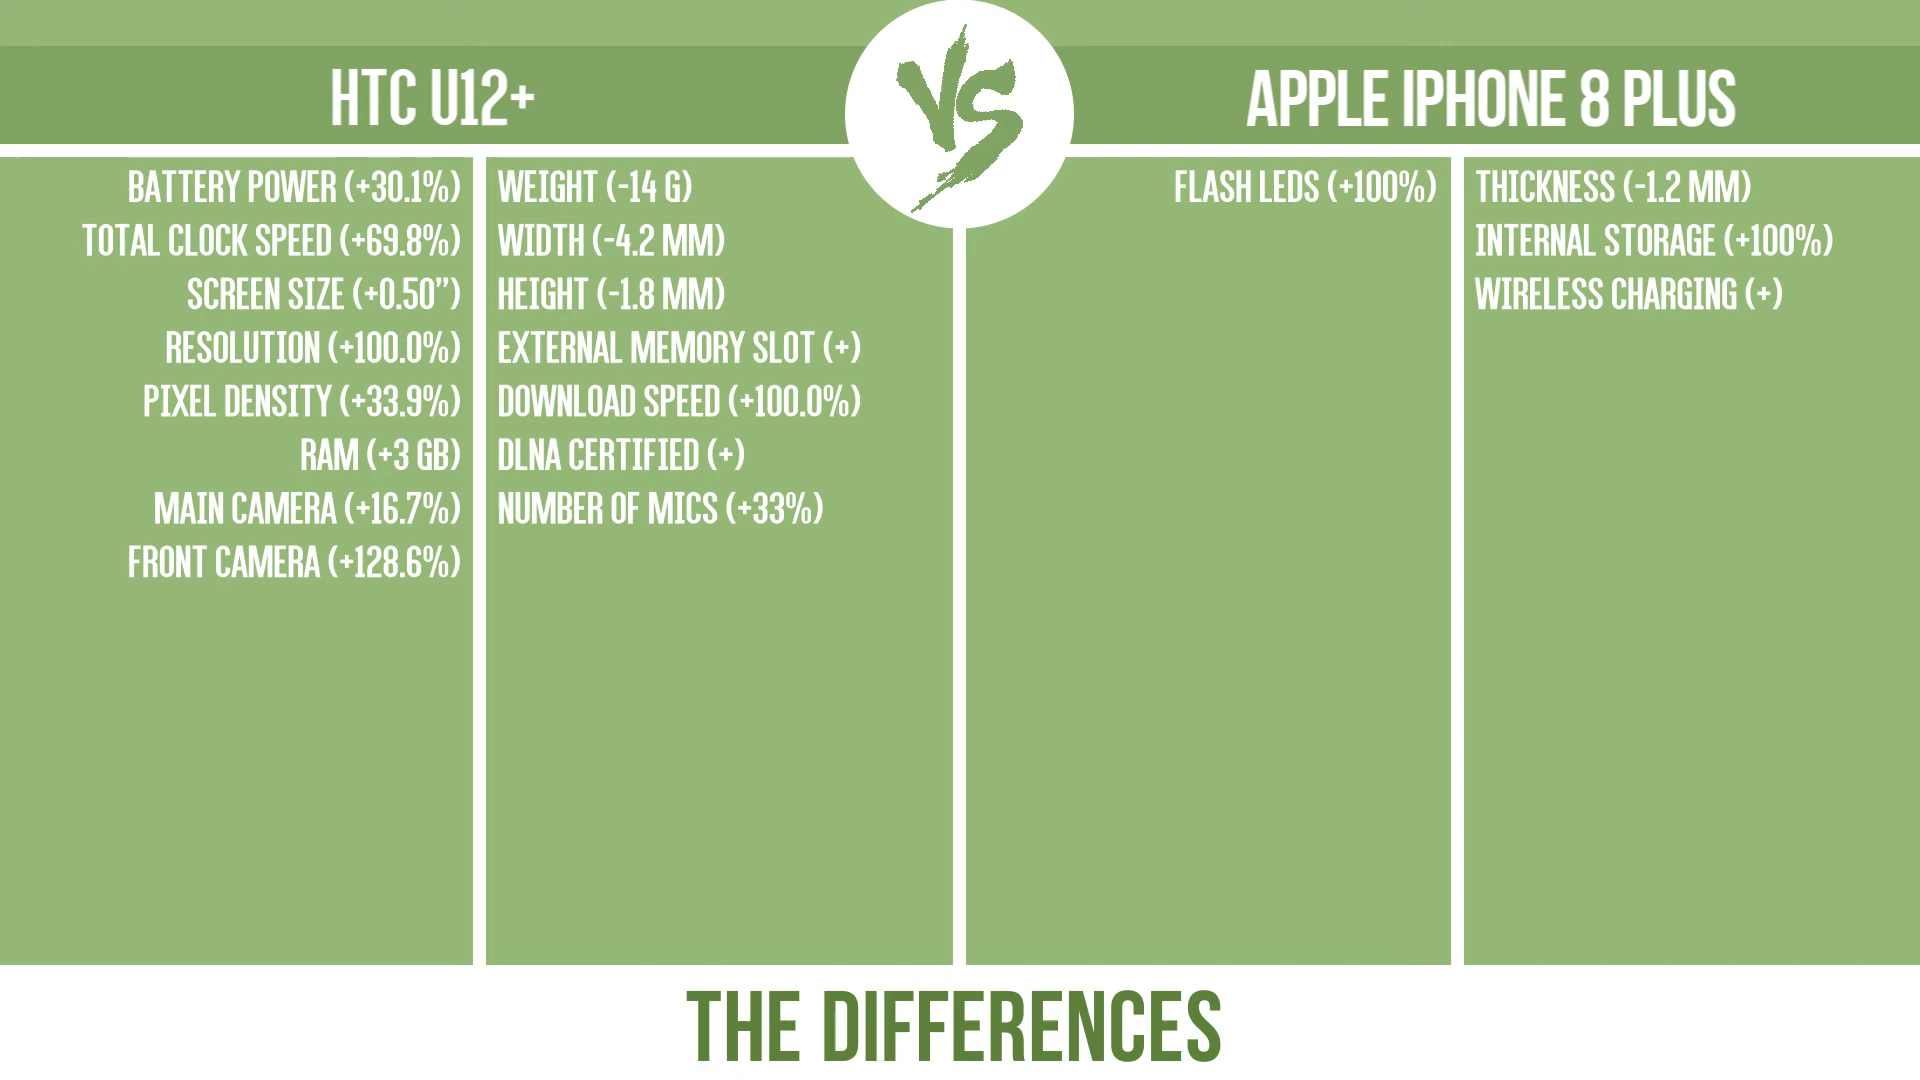 HTC U12+
VS
APPLE IPHONE 8 PLUS
BATTERY POWER (+30.1%)
TOTAL CLOCK SPEED (+69.8%)
SCREEN SIZE (+0.50”)
RESOLUTION (+100.0%)
PIXEL DENSITY (+33.9%)
RAM (+3 GB)
MAIN CAMERA (+16.7%)
FRONT CAMERA (+128.6%)
WEIGHT (-14 G)
WIDTH (-4.2 MM)
HEIGHT (-1.8 MM)
EXTERNAL MEMORY SLOT (+)
DOWNLOAD SPEED (+100.0%)
DLNA CERTIFIED (+)
NUMBER OF MICS (+33%)
FLASH LEDS (+100%)
THICKNESS (-1.2 MM)
INTERNAL STORAGE (+100%)
WIRELESS CHARGING (+)
THE DIFFERENCES